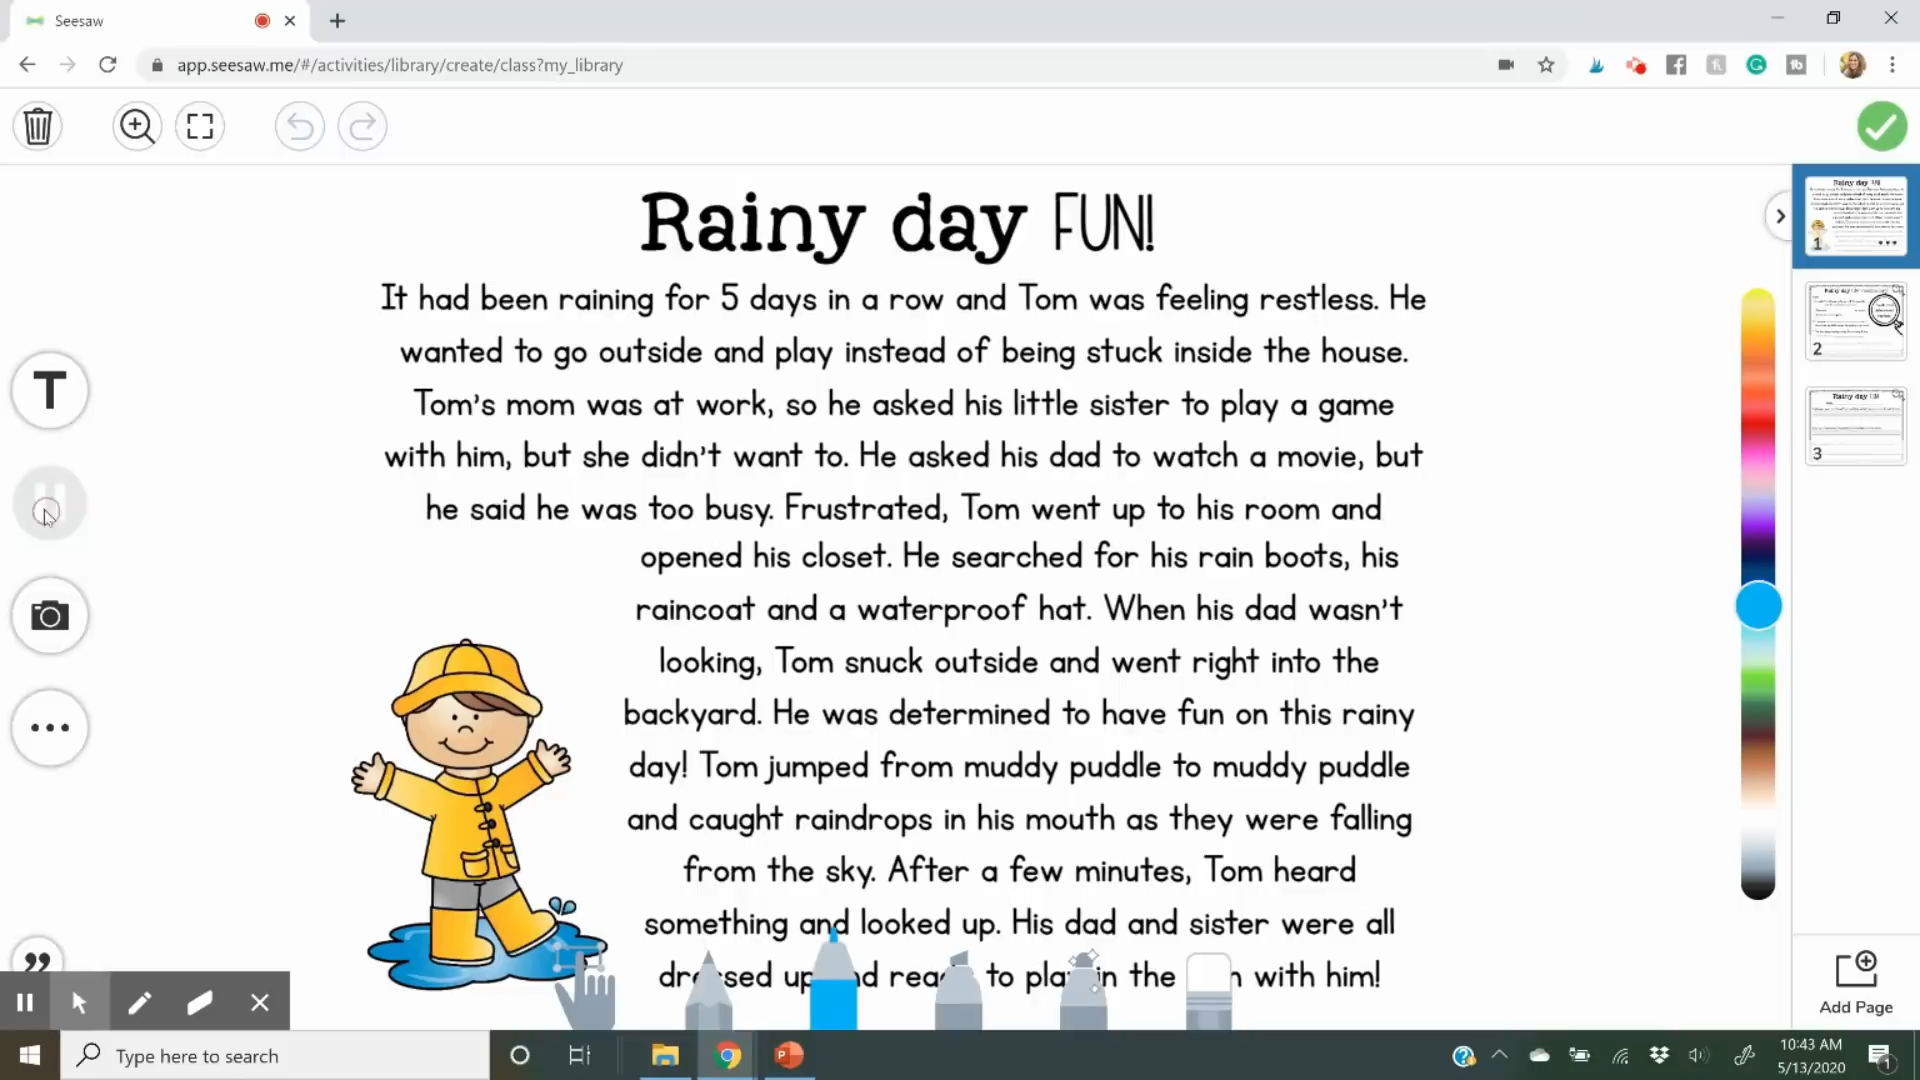 Seesaw
app.seesaw.me/#/activities/library/create/class?my_library
Rainy day FUN!
It had been raining for 5 days in a row and Tom was feeling restless. He
wanted to go outside and play instead of being stuck inside the house.
Tom's mom was at work, so he asked his little sister to play a game
with him, but she didn't want to. He asked his dad to watch a movie, but
he said he was too busy. Frustrated, Tom went up to his room and
opened his closet. He searched for his rain boots, his
raincoat and a waterproof hat. When his dad wasn't
looking, Tom snuck outside and went right into the
backyard. He was determined to have fun on this rainy
day! Tom jumped from muddy puddle to muddy puddle
and caught raindrops in his mouth as they were falling
from the sky. After a few minutes, Tom heard
something and looked up. His dad and sister were all
to in the with him!
T
Rainy day FUN!
1
Rainy day
2
Rainy day FUN!
3
Add Page
Type here to search
10:43 AM
5/13/2020
1